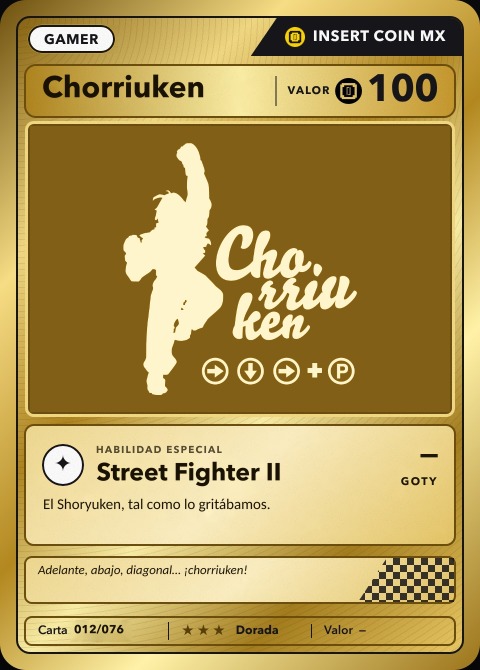 GAMER
INSERT COIN MX
Chorriuken
VALOR 100
Cho.
rriu
ken
+ P
HABILIDAD ESPECIAL
Street Fighter II
—
GOTY
El Shoryuken, tal como lo gritábamos.
Adelante, abajo, diagonal... ¡chorriuken!
Carta 012/076
★★★ Dorada
Valor —